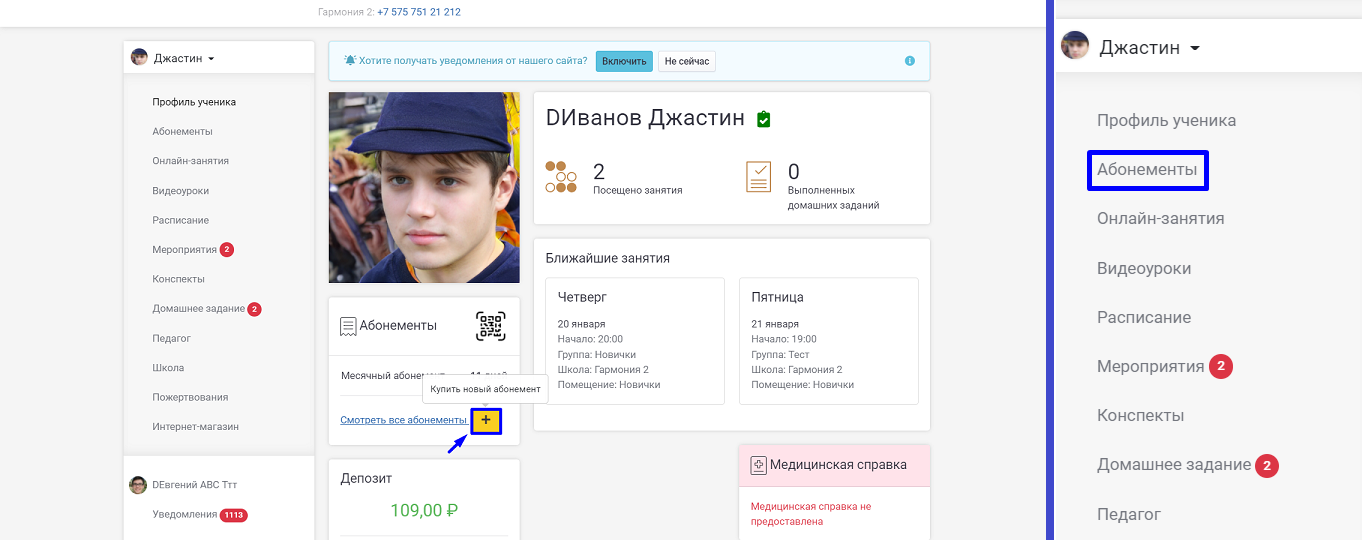 Гармония 2: +7 575 751 21 212
Джастин
Профиль ученика
Абонементы
Онлайн-занятия
Видеоуроки
Расписание
Мероприятия 2
Конспекты
Домашнее задание 2
Педагог
Школа
Пожертвования
Интернет-магазин
DЕвгений АВС Ттт
Уведомления 1113
Хотите получать уведомления от нашего сайта? Включить Не сейчас
DИванов Джастин
2
Посещено занятия
0
Выполненных
домашних заданий
Абонементы
Месячный абонемент
Купить новый абонемент
Смотреть все абонементы +
Депозит
109,00 ₽
Ближайшие занятия
Четверг
20 января
Начало: 20:00
Группа: Новички
Школа: Гармония 2
Помещение: Новички
Пятница
21 января
Начало: 19:00
Группа: Тест
Школа: Гармония 2
Помещение: Новички
Медицинская справка
Медицинская справка не
предоставлена
Джастин
Профиль ученика
Абонементы
Онлайн-занятия
Видеоуроки
Расписание
Мероприятия 2
Конспекты
Домашнее задание 2
Педагог